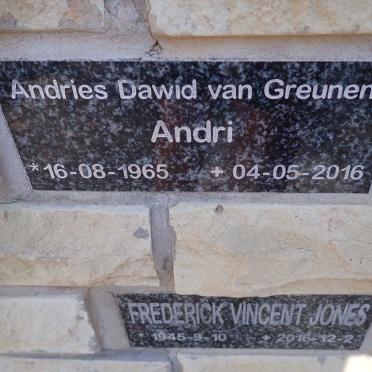 Andries Dawid van Greunen
Andri
*16-08-1965 + 04-05-2016
FREDERICK VINCENT JONES
1945-9-10 + 2016-12-2